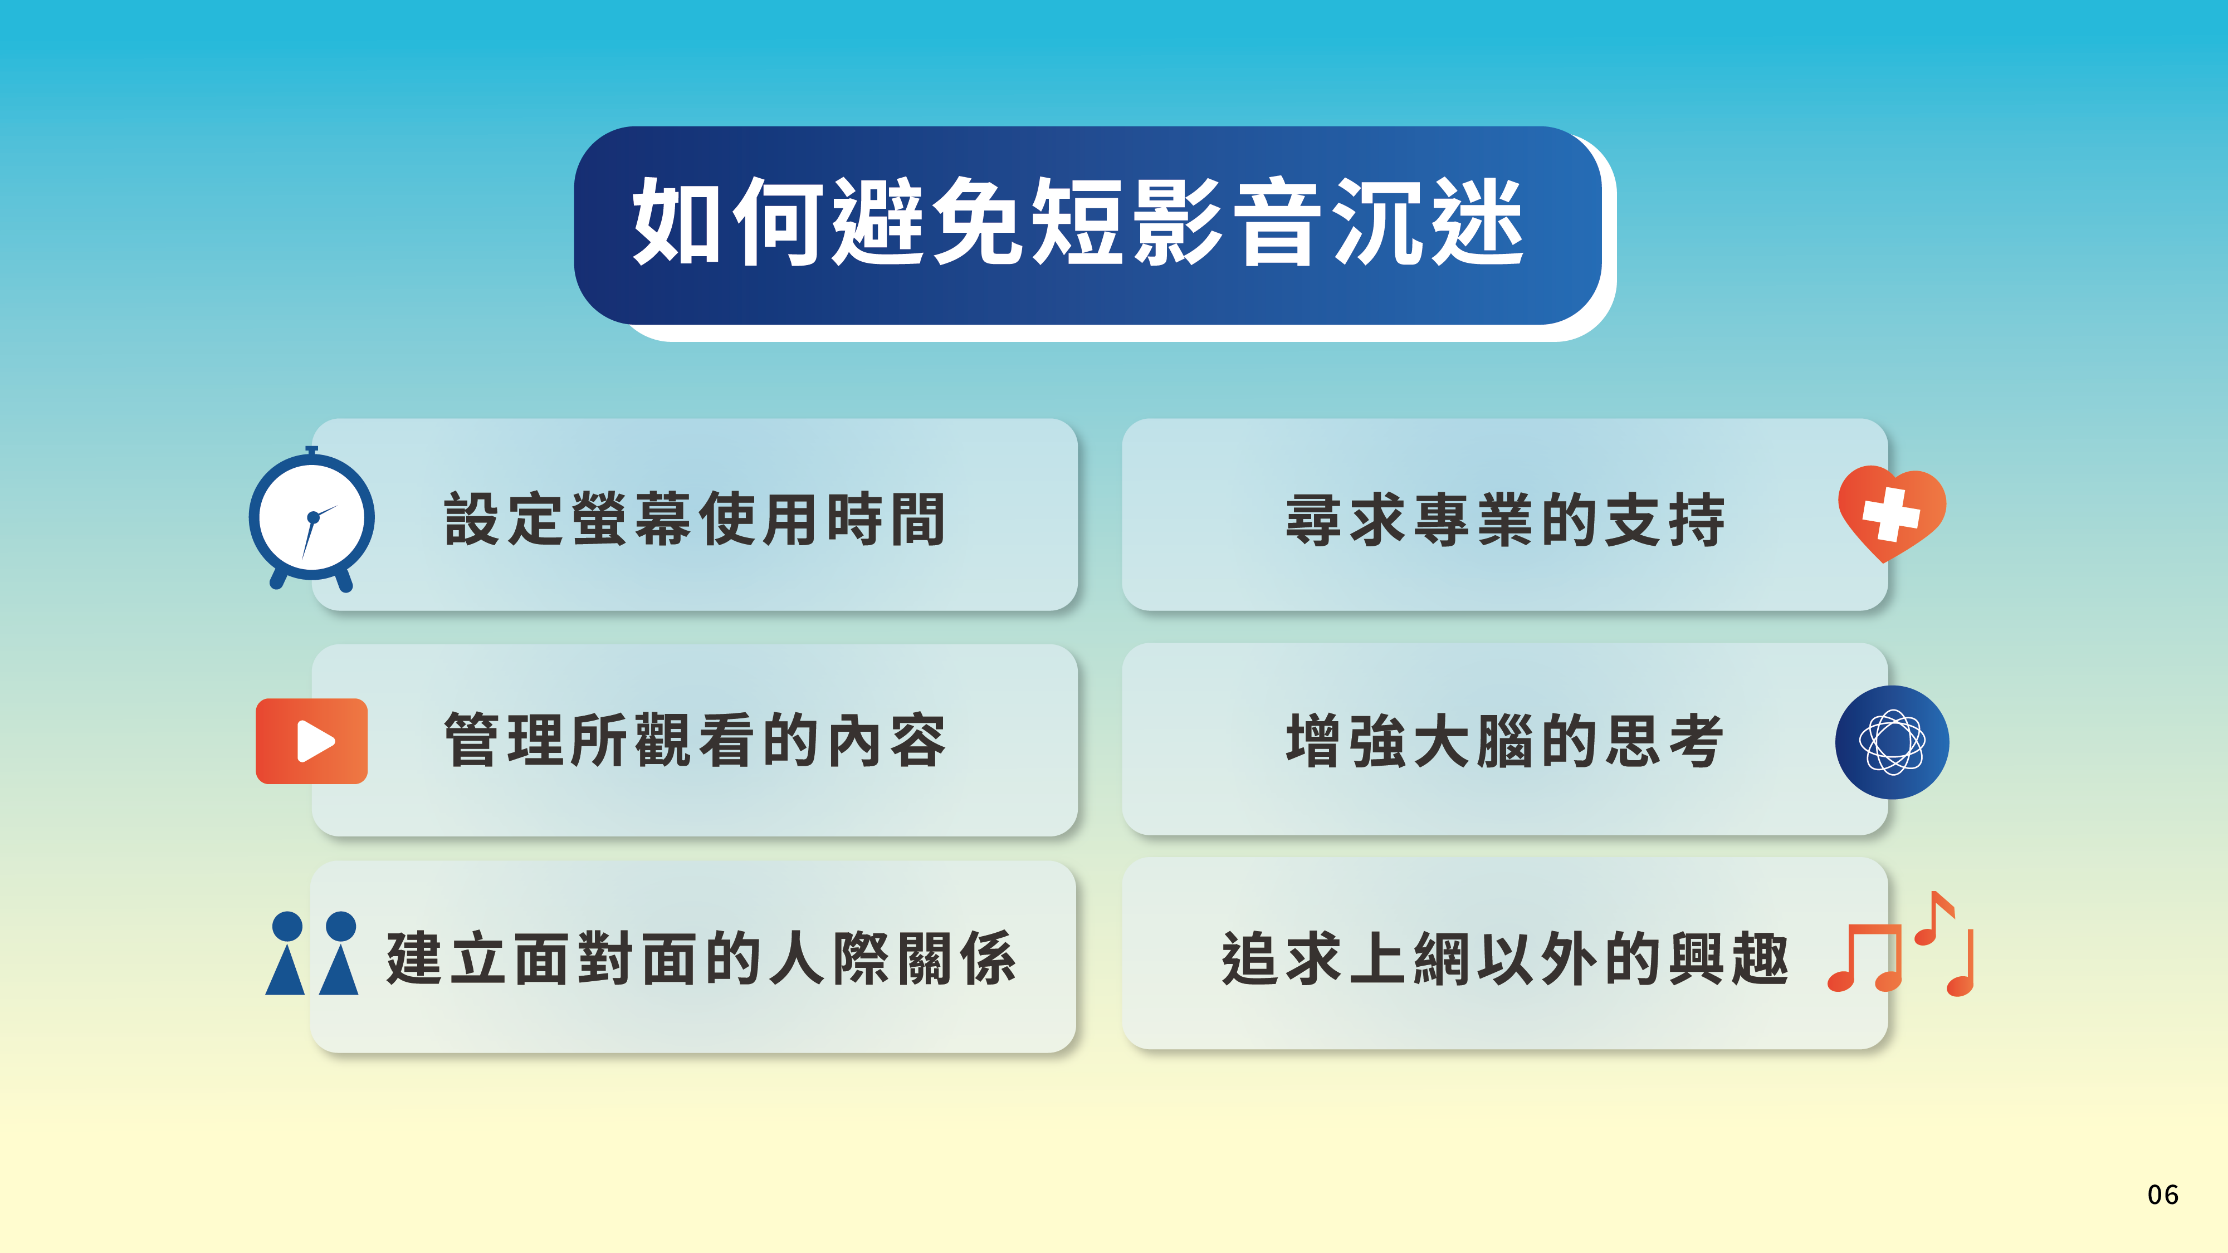 如何避免短影音沉迷
設定螢幕使用時間
尋求專業的支持
管理所觀看的內容
增強大腦的思考
建立面對面的人際關係
追求上網以外的興趣
06